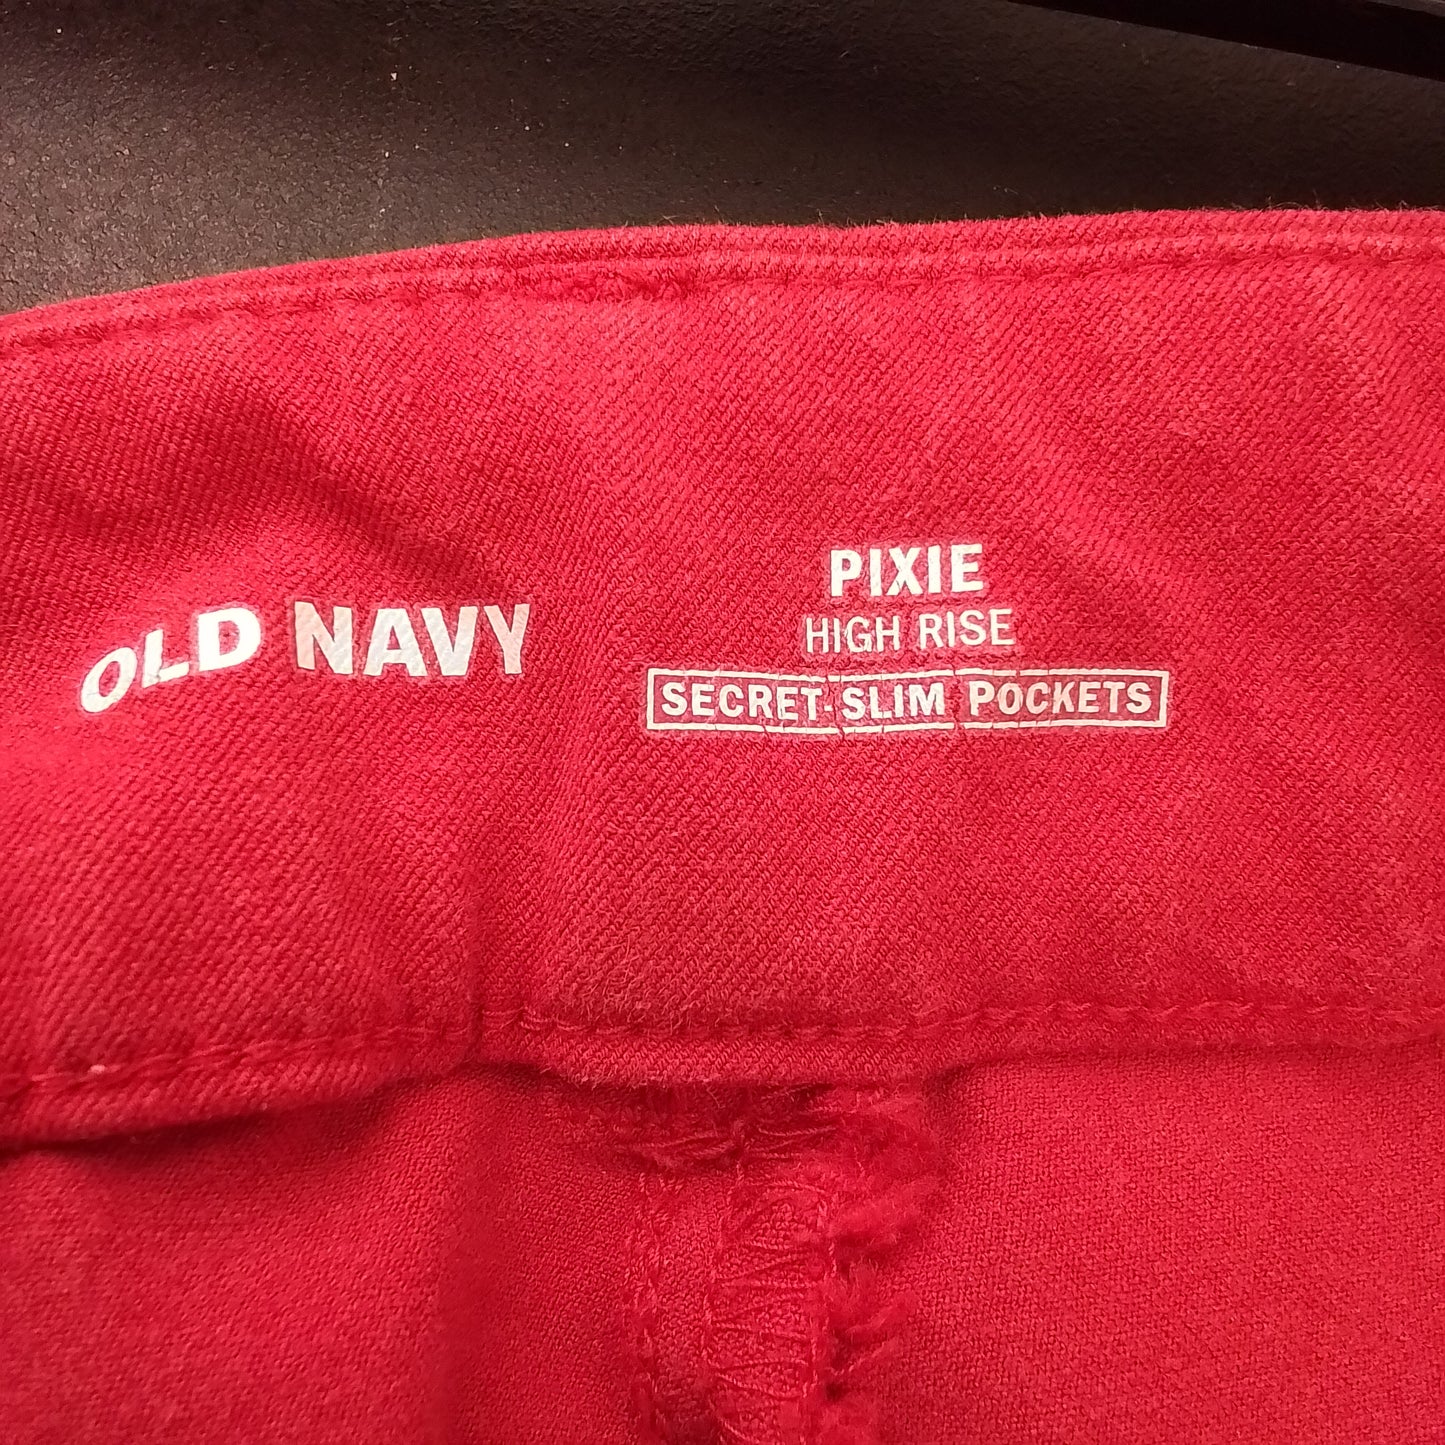 OLD NAVY
PIXIE
HIGH RISE
SECRET-SLIM POCKETS